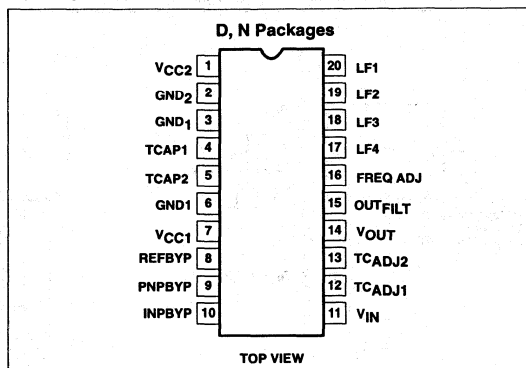 D, N Packages
VCC2 1 20 LF1
GND2 2 19 LF2
GND1 3 18 LF3
TCAP1 4 17 LF4
TCAP2 5 16 FREQ ADJ
GND1 6 15 OUTFILT
VCC1 7 14 VOUT
REFBYP 8 13 TCADJ2
PNPBYP 9 12 TCADJ1
INPBYP 10 11 VIN
TOP VIEW